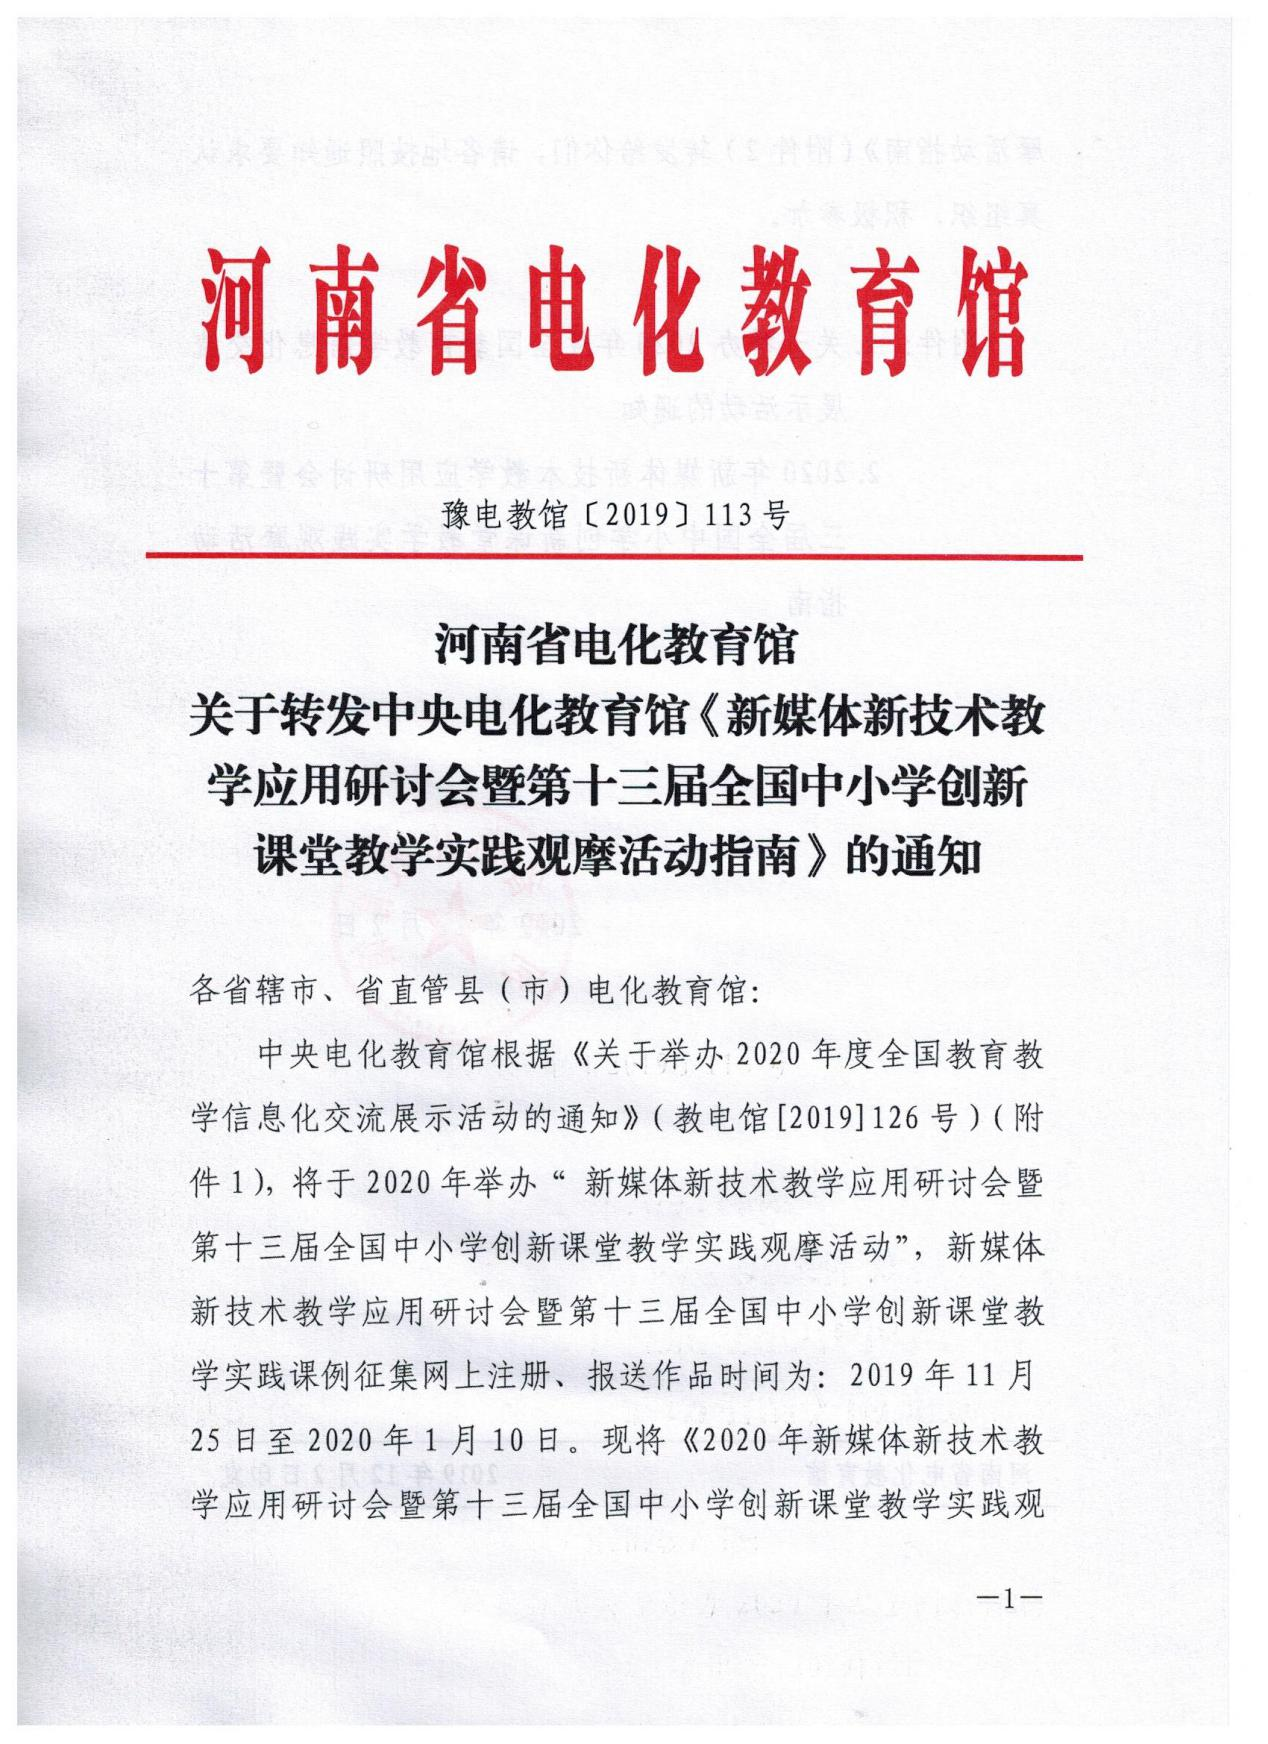 河南省电化教育馆
豫电教馆〔2019〕113号
河南省电化教育馆
关于转发中央电化教育馆《新媒体新技术教
学应用研讨会暨第十三届全国中小学创新
课堂教学实践观摩活动指南》的通知
各省辖市、省直管县（市）电化教育馆：
中央电化教育馆根据《关于举办2020年度全国教育教
学信息化交流展示活动的通知》（教电馆[2019]126号）（附
件1），将于2020年举办“ 新媒体新技术教学应用研讨会暨
第十三届全国中小学创新课堂教学实践观摩活动”，新媒体
新技术教学应用研讨会暨第十三届全国中小学创新课堂教
学实践课例征集网上注册、报送作品时间为：2019年11月
25日至2020年1月10日。现将《2020年新媒体新技术教
学应用研讨会暨第十三届全国中小学创新课堂教学实践观
—1—